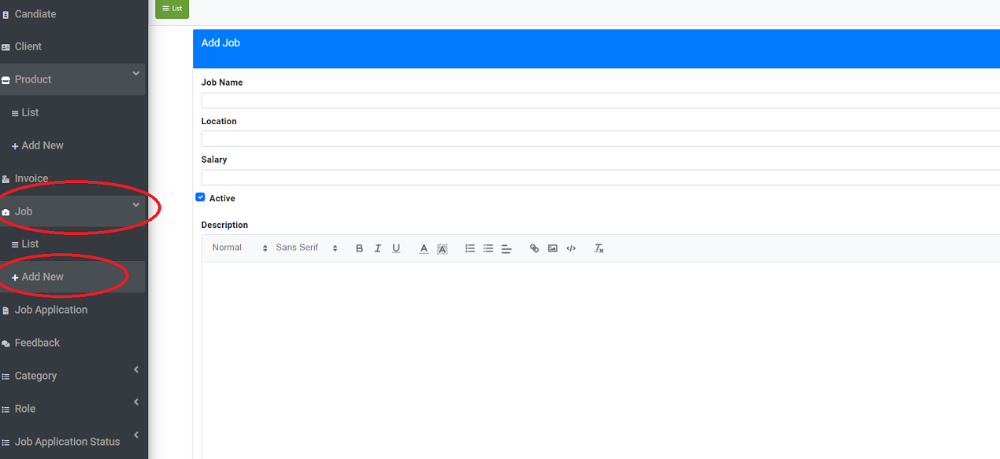 Candiate
Client
Product
List
Add New
Invoice
Job
List
Add New
Job Application
Feedback
Category
Role
Job Application Status
List
Add Job
Job Name
Location
Salary
Active
Description
Normal Sans Serif B I U A A